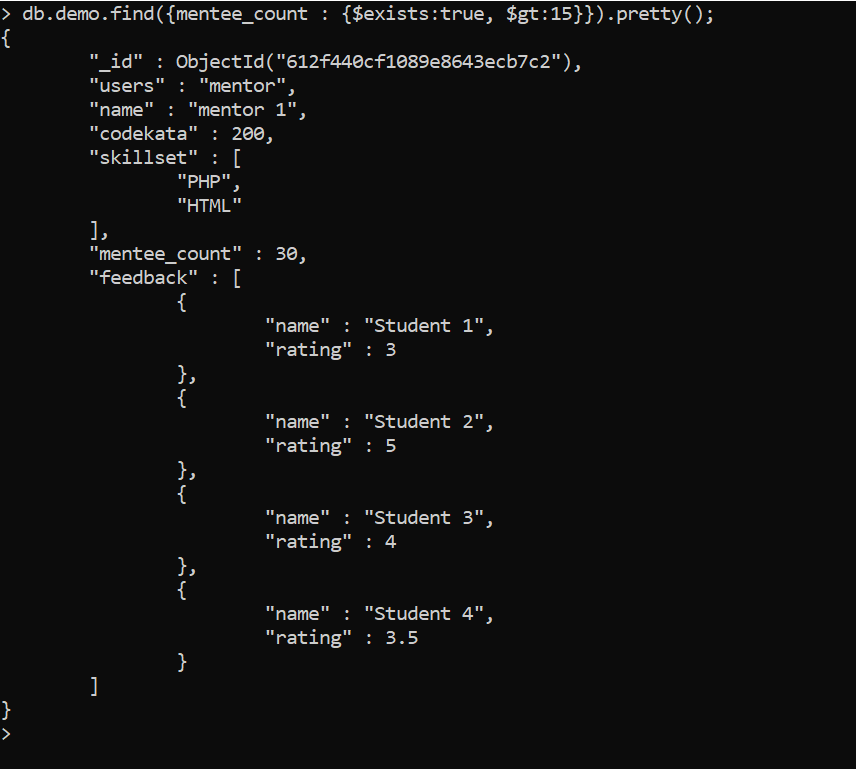 > db.demo.find({mentee_count : {$exists:true, $gt:15}}).pretty();
{
        "_id" : ObjectId("612f440cf1089e8643ecb7c2"),
        "users" : "mentor",
        "name" : "mentor 1",
        "codekata" : 200,
        "skillset" : [
                "PHP",
                "HTML"
        ],
        "mentee_count" : 30,
        "feedback" : [
                {
                        "name" : "Student 1",
                        "rating" : 3
                },
                {
                        "name" : "Student 2",
                        "rating" : 5
                },
                {
                        "name" : "Student 3",
                        "rating" : 4
                },
                {
                        "name" : "Student 4",
                        "rating" : 3.5
                }
        ]
}
>